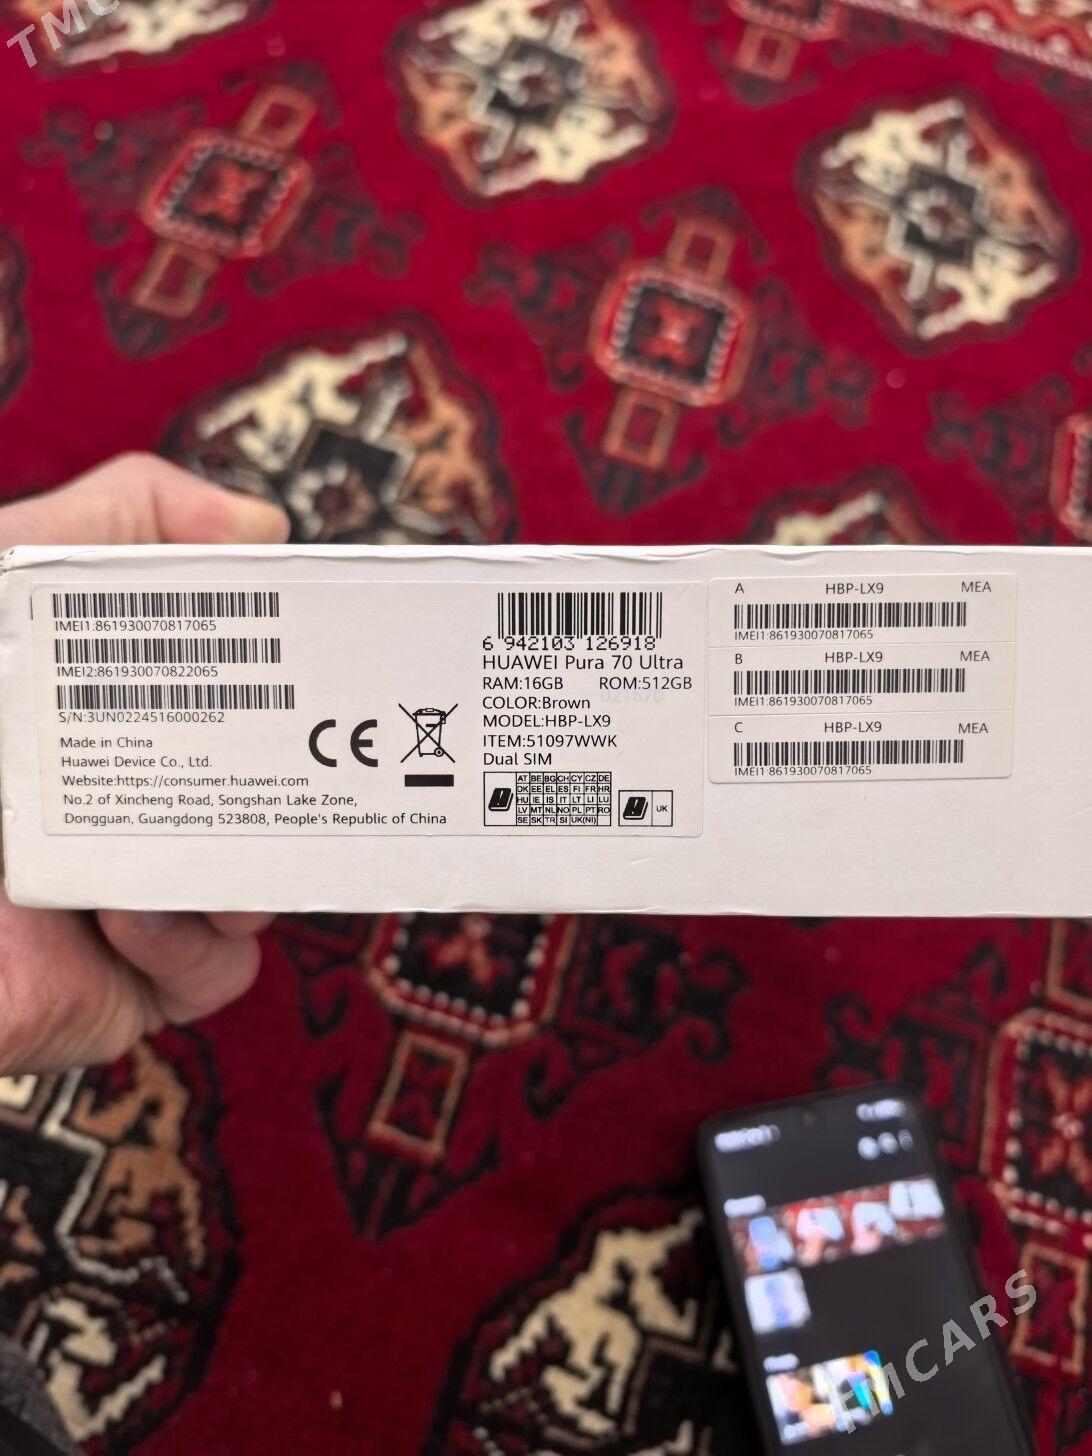 TMC
IMEI1:861930070817065
IMEI2:861930070822065
S/N:3UN0224516000262
Made in China
Huawei Device Co., Ltd.
Website:https://consumer.huawei.com
No.2 of Xincheng Road, Songshan Lake Zone,
Dongguan, Guangdong 523808, People's Republic of China
CE
6 942103 126918
HUAWEI Pura 70 Ultra
RAM:16GB ROM:512GB
COLOR:Brown
MODEL:HBP-LX9
ITEM:51097WWK
Dual SIM
AT BE BG CH CY CZ DE
DK EE EL ES FI FR HR
HU IE IS IT LT LI LU
LV MT NL NO PL PT RO
SE SK TR SI UK(NI)
UK
A HBP-LX9 MEA
IMEI1:861930070817065
B HBP-LX9 MEA
IMEI1:861930070817065
C HBP-LX9 MEA
IMEI1:861930070817065
TMCARS